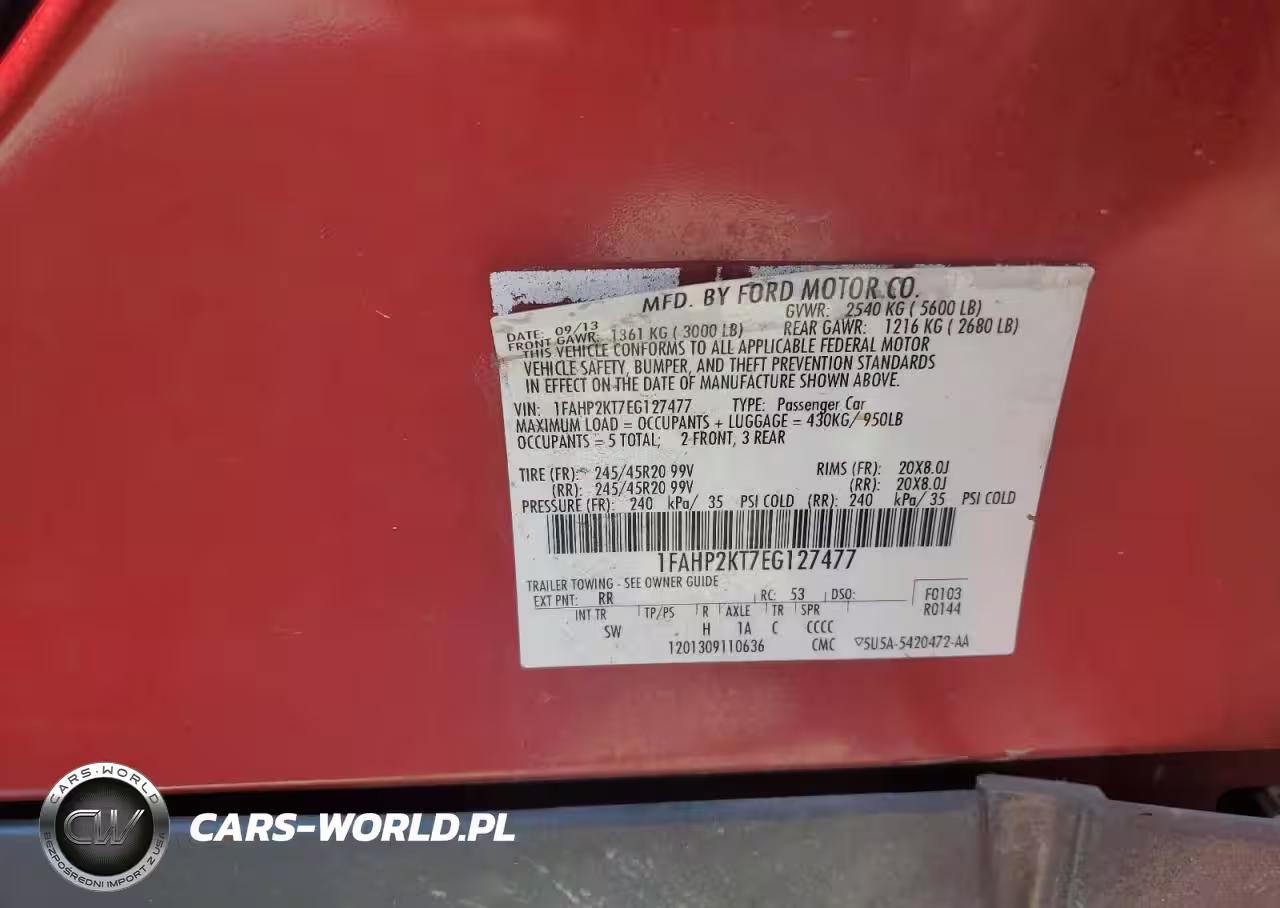 MFD. BY FORD MOTOR CO.
DATE: 09/13 GVWR: 2540 KG ( 5600 LB)
FRONT GAWR: 1361 KG ( 3000 LB) REAR GAWR: 1216 KG ( 2680 LB)
THIS VEHICLE CONFORMS TO ALL APPLICABLE FEDERAL MOTOR
VEHICLE SAFETY, BUMPER, AND THEFT PREVENTION STANDARDS
IN EFFECT ON THE DATE OF MANUFACTURE SHOWN ABOVE.
VIN: 1FAHP2KT7EG127477 TYPE: Passenger Car
MAXIMUM LOAD = OCCUPANTS + LUGGAGE = 430KG/ 950LB
OCCUPANTS = 5 TOTAL; 2 FRONT, 3 REAR
TIRE (FR): 245/45R20 99V RIMS (FR): 20X8.0J
(RR): 245/45R20 99V (RR): 20X8.0J
PRESSURE (FR): 240 kPa/ 35 PSI COLD (RR): 240 kPa/ 35 PSI COLD
1FAHP2KT7EG127477
TRAILER TOWING - SEE OWNER GUIDE
EXT PNT: RR RC: 53 DSO: F0103
INT TR TP/PS R AXLE TR SPR R0144
SW H 1A C CCCC
1201309110636 CMC 5U5A-5420472-AA
CARS-WORLD
CW
BEZPOŚREDNI IMPORT Z USA
CARS-WORLD.PL